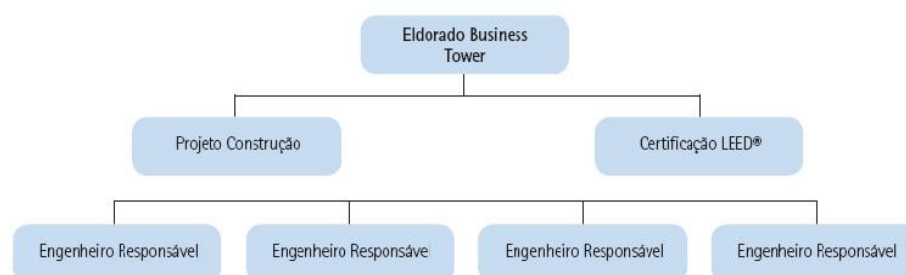 Eldorado Business
Tower
Projeto Construção
Certificação LEED®
Engenheiro Responsável
Engenheiro Responsável
Engenheiro Responsável
Engenheiro Responsável